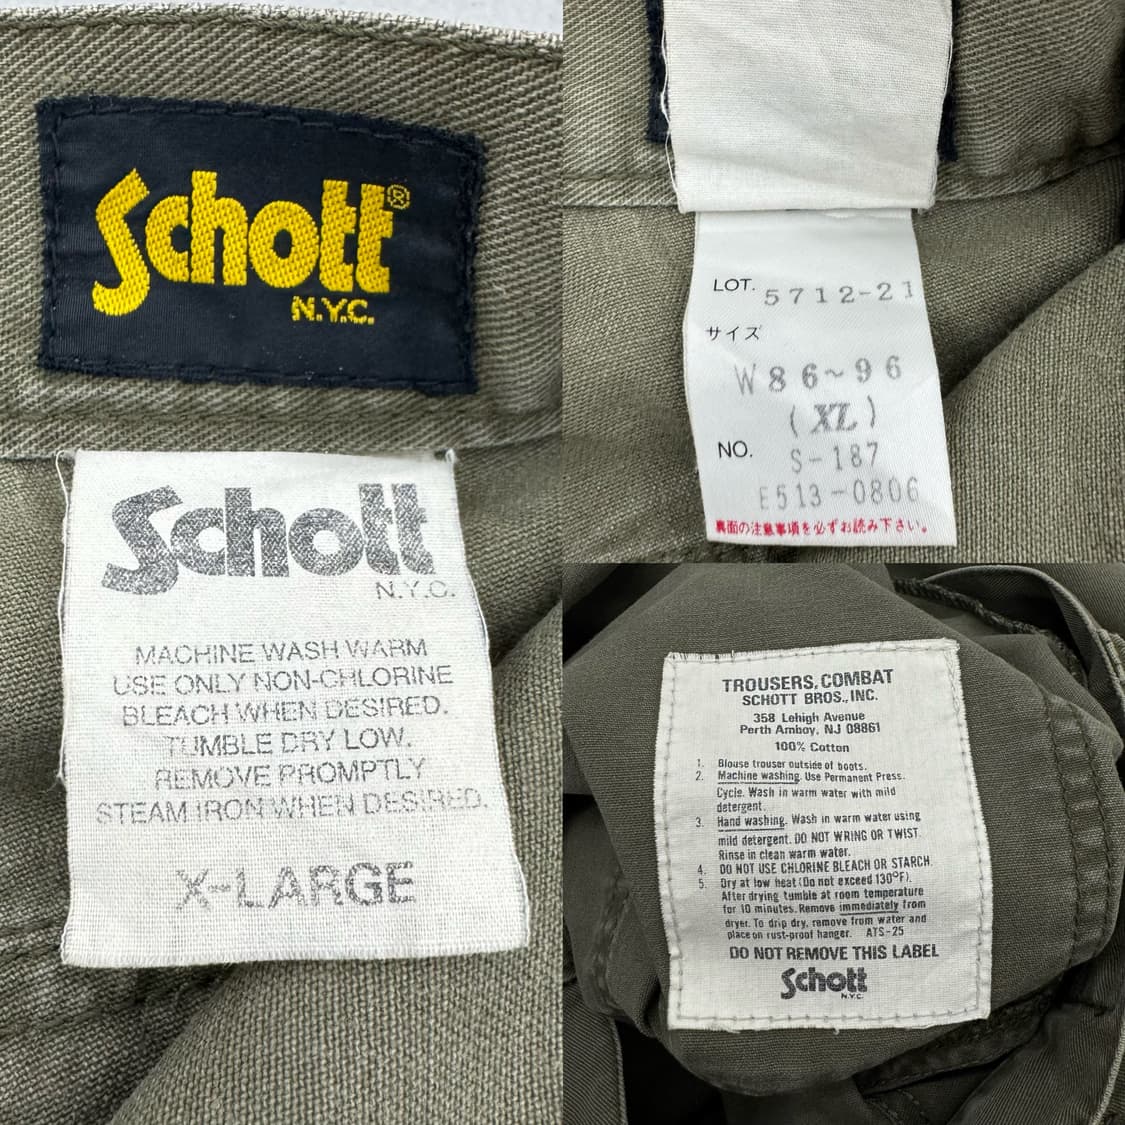 Schott®
N.Y.C.
Schott
N.Y.C.
MACHINE WASH WARM
USE ONLY NON-CHLORINE
BLEACH WHEN DESIRED.
TUMBLE DRY LOW.
REMOVE PROMPTLY
STEAM IRON WHEN DESIRED.
X-LARGE
LOT. 5712-21
サイズ
W86~96
(XL)
NO. S-187
E513-0806
裏面の注意事項を必ずお読み下さい。
TROUSERS, COMBAT
SCHOTT BROS., INC.
358 Lehigh Avenue
Perth Amboy, NJ 08861
100% Cotton
1. Blouse trouser outside of boots.
2. Machine washing. Use Permanent Press.
Cycle. Wash in warm water with mild
detergent.
3. Hand washing. Wash in warm water using
mild detergent. DO NOT WRING OR TWIST.
Rinse in clean warm water.
4. DO NOT USE CHLORINE BLEACH OR STARCH.
5. Dry at low heat (Do not exceed 130°F).
After drying tumble at room temperature
for 10 minutes. Remove immediately from
dryer. To drip dry, remove from water and
place on rust-proof hanger. ATS-25
DO NOT REMOVE THIS LABEL
Schott
N.Y.C.